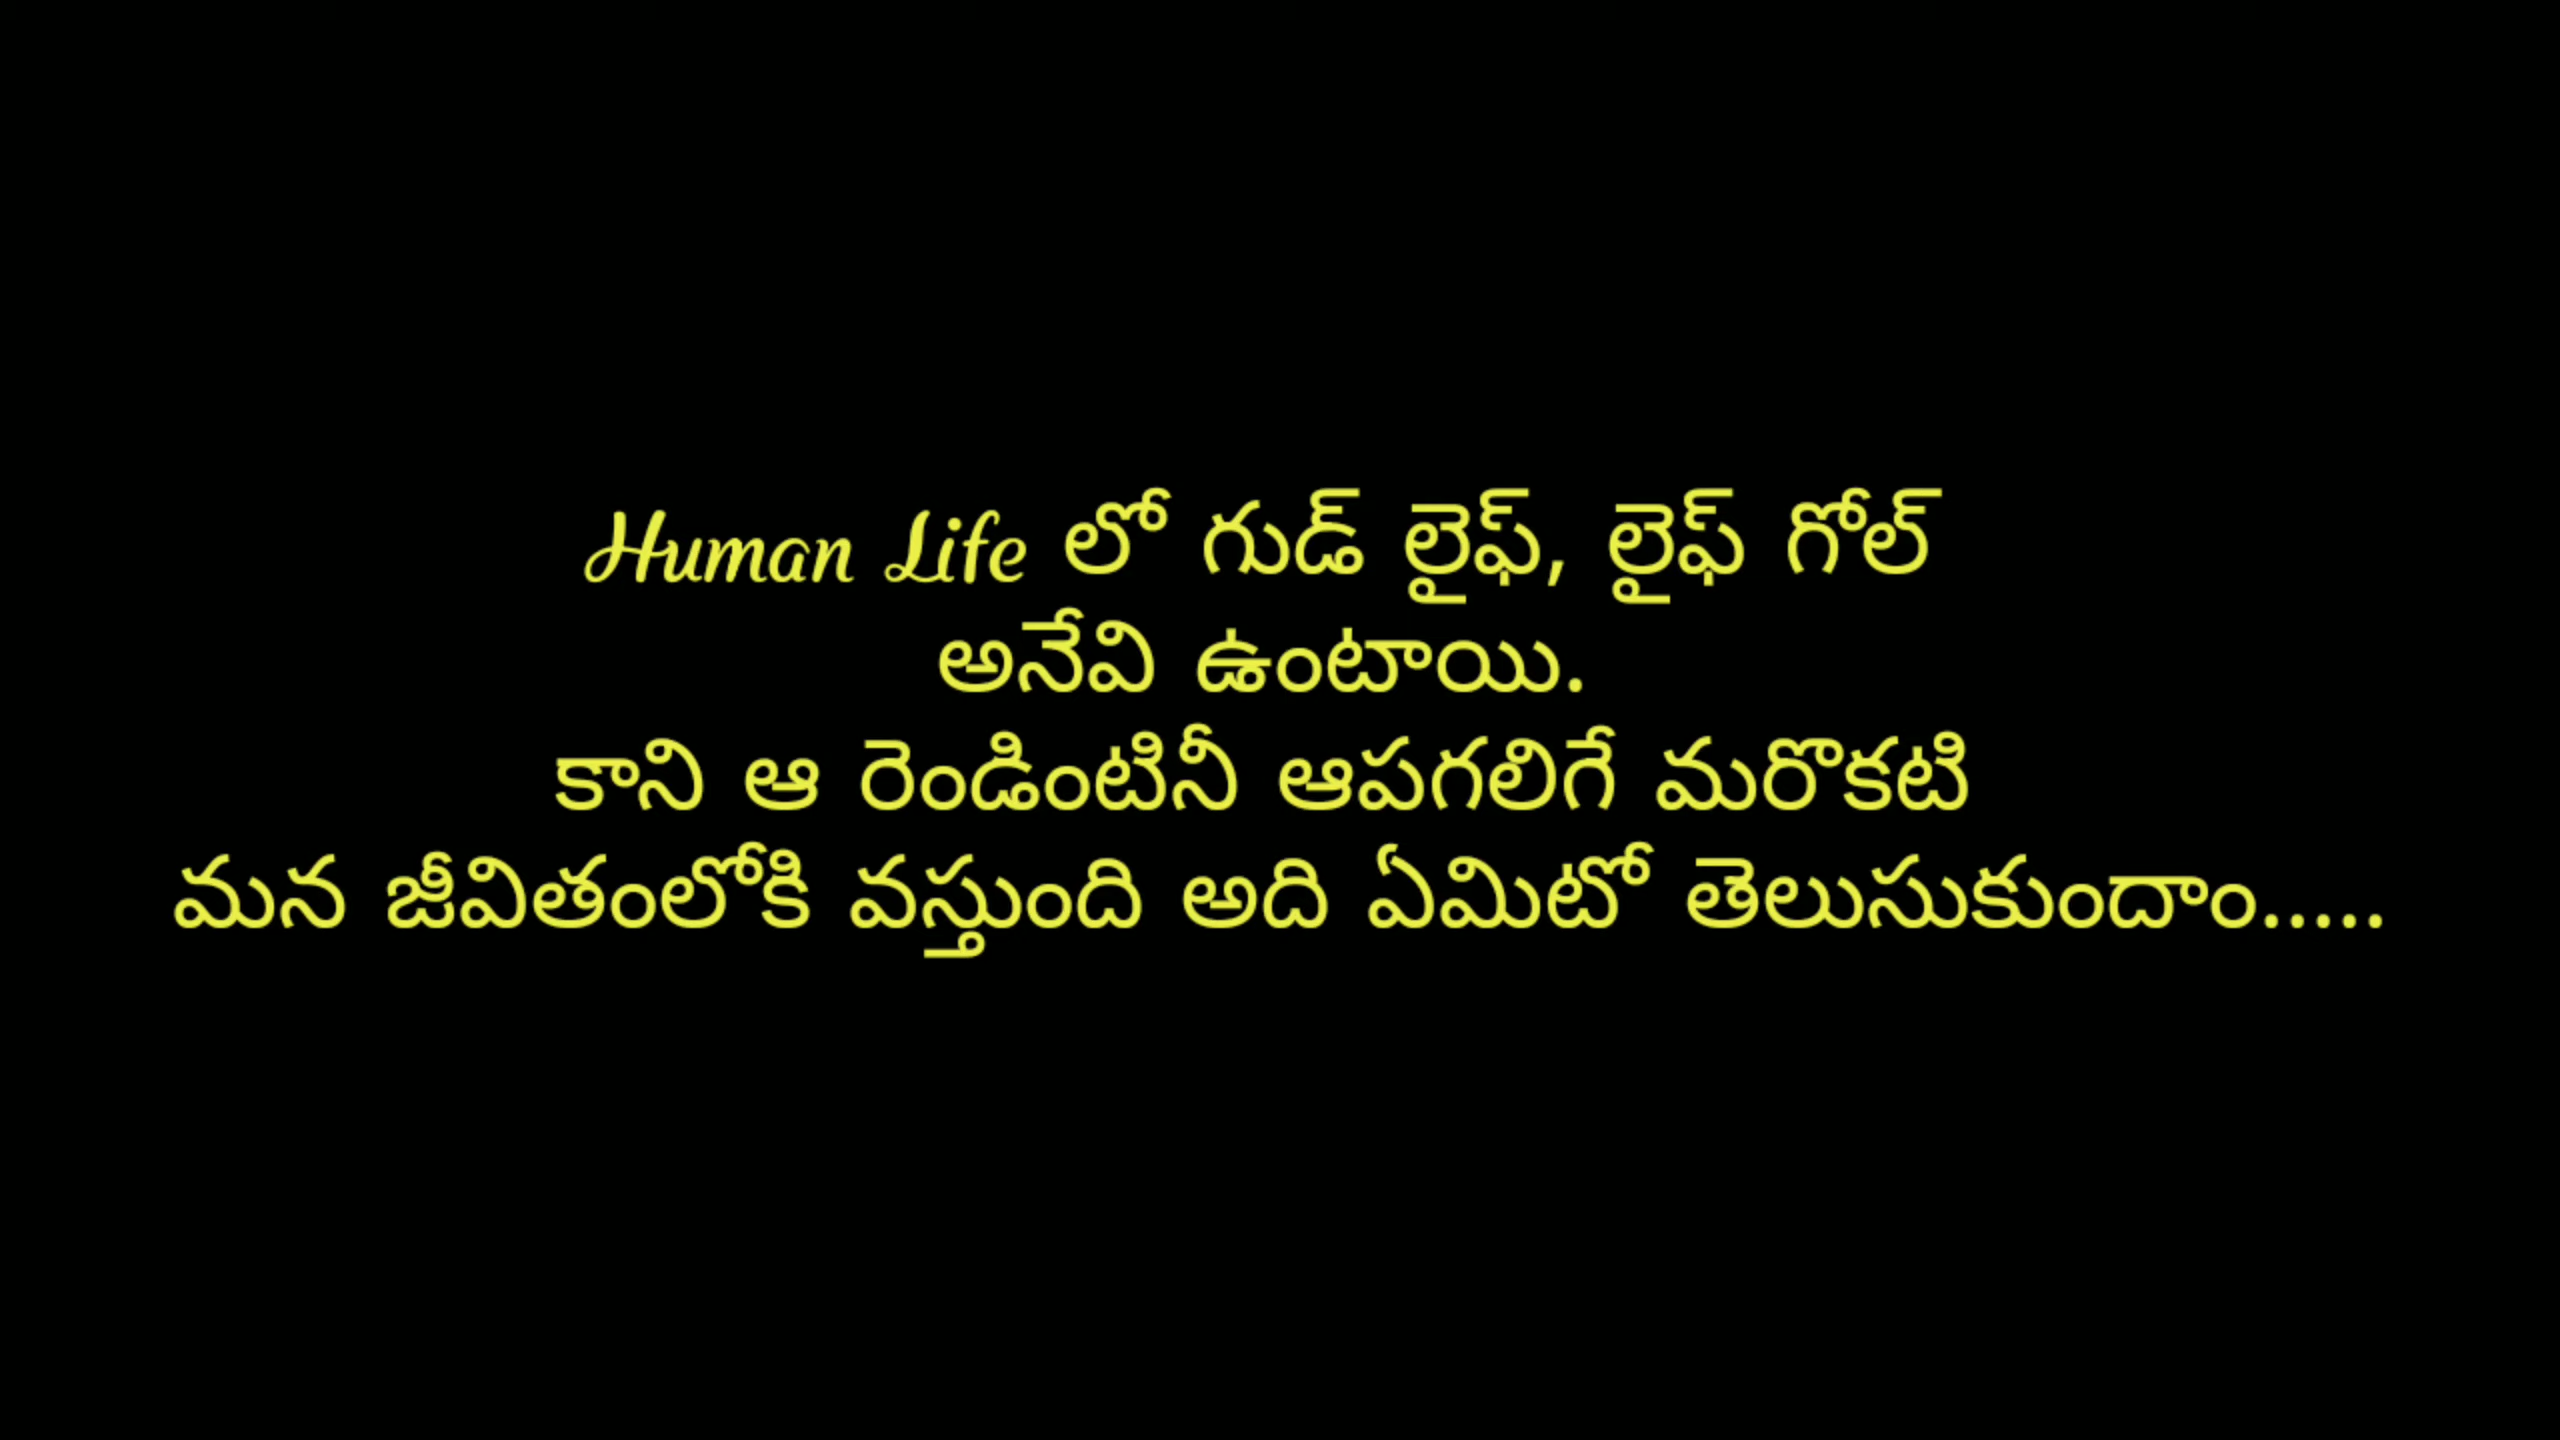 Human Life లో గుడ్ లైఫ్, లైఫ్ గోల్
అనేవి ఉంటాయి.
కాని ఆ రెండింటినీ ఆపగలిగే మరొకటి
మన జీవితంలోకి వస్తుంది అది ఏమిటో తెలుసుకుందాం.....